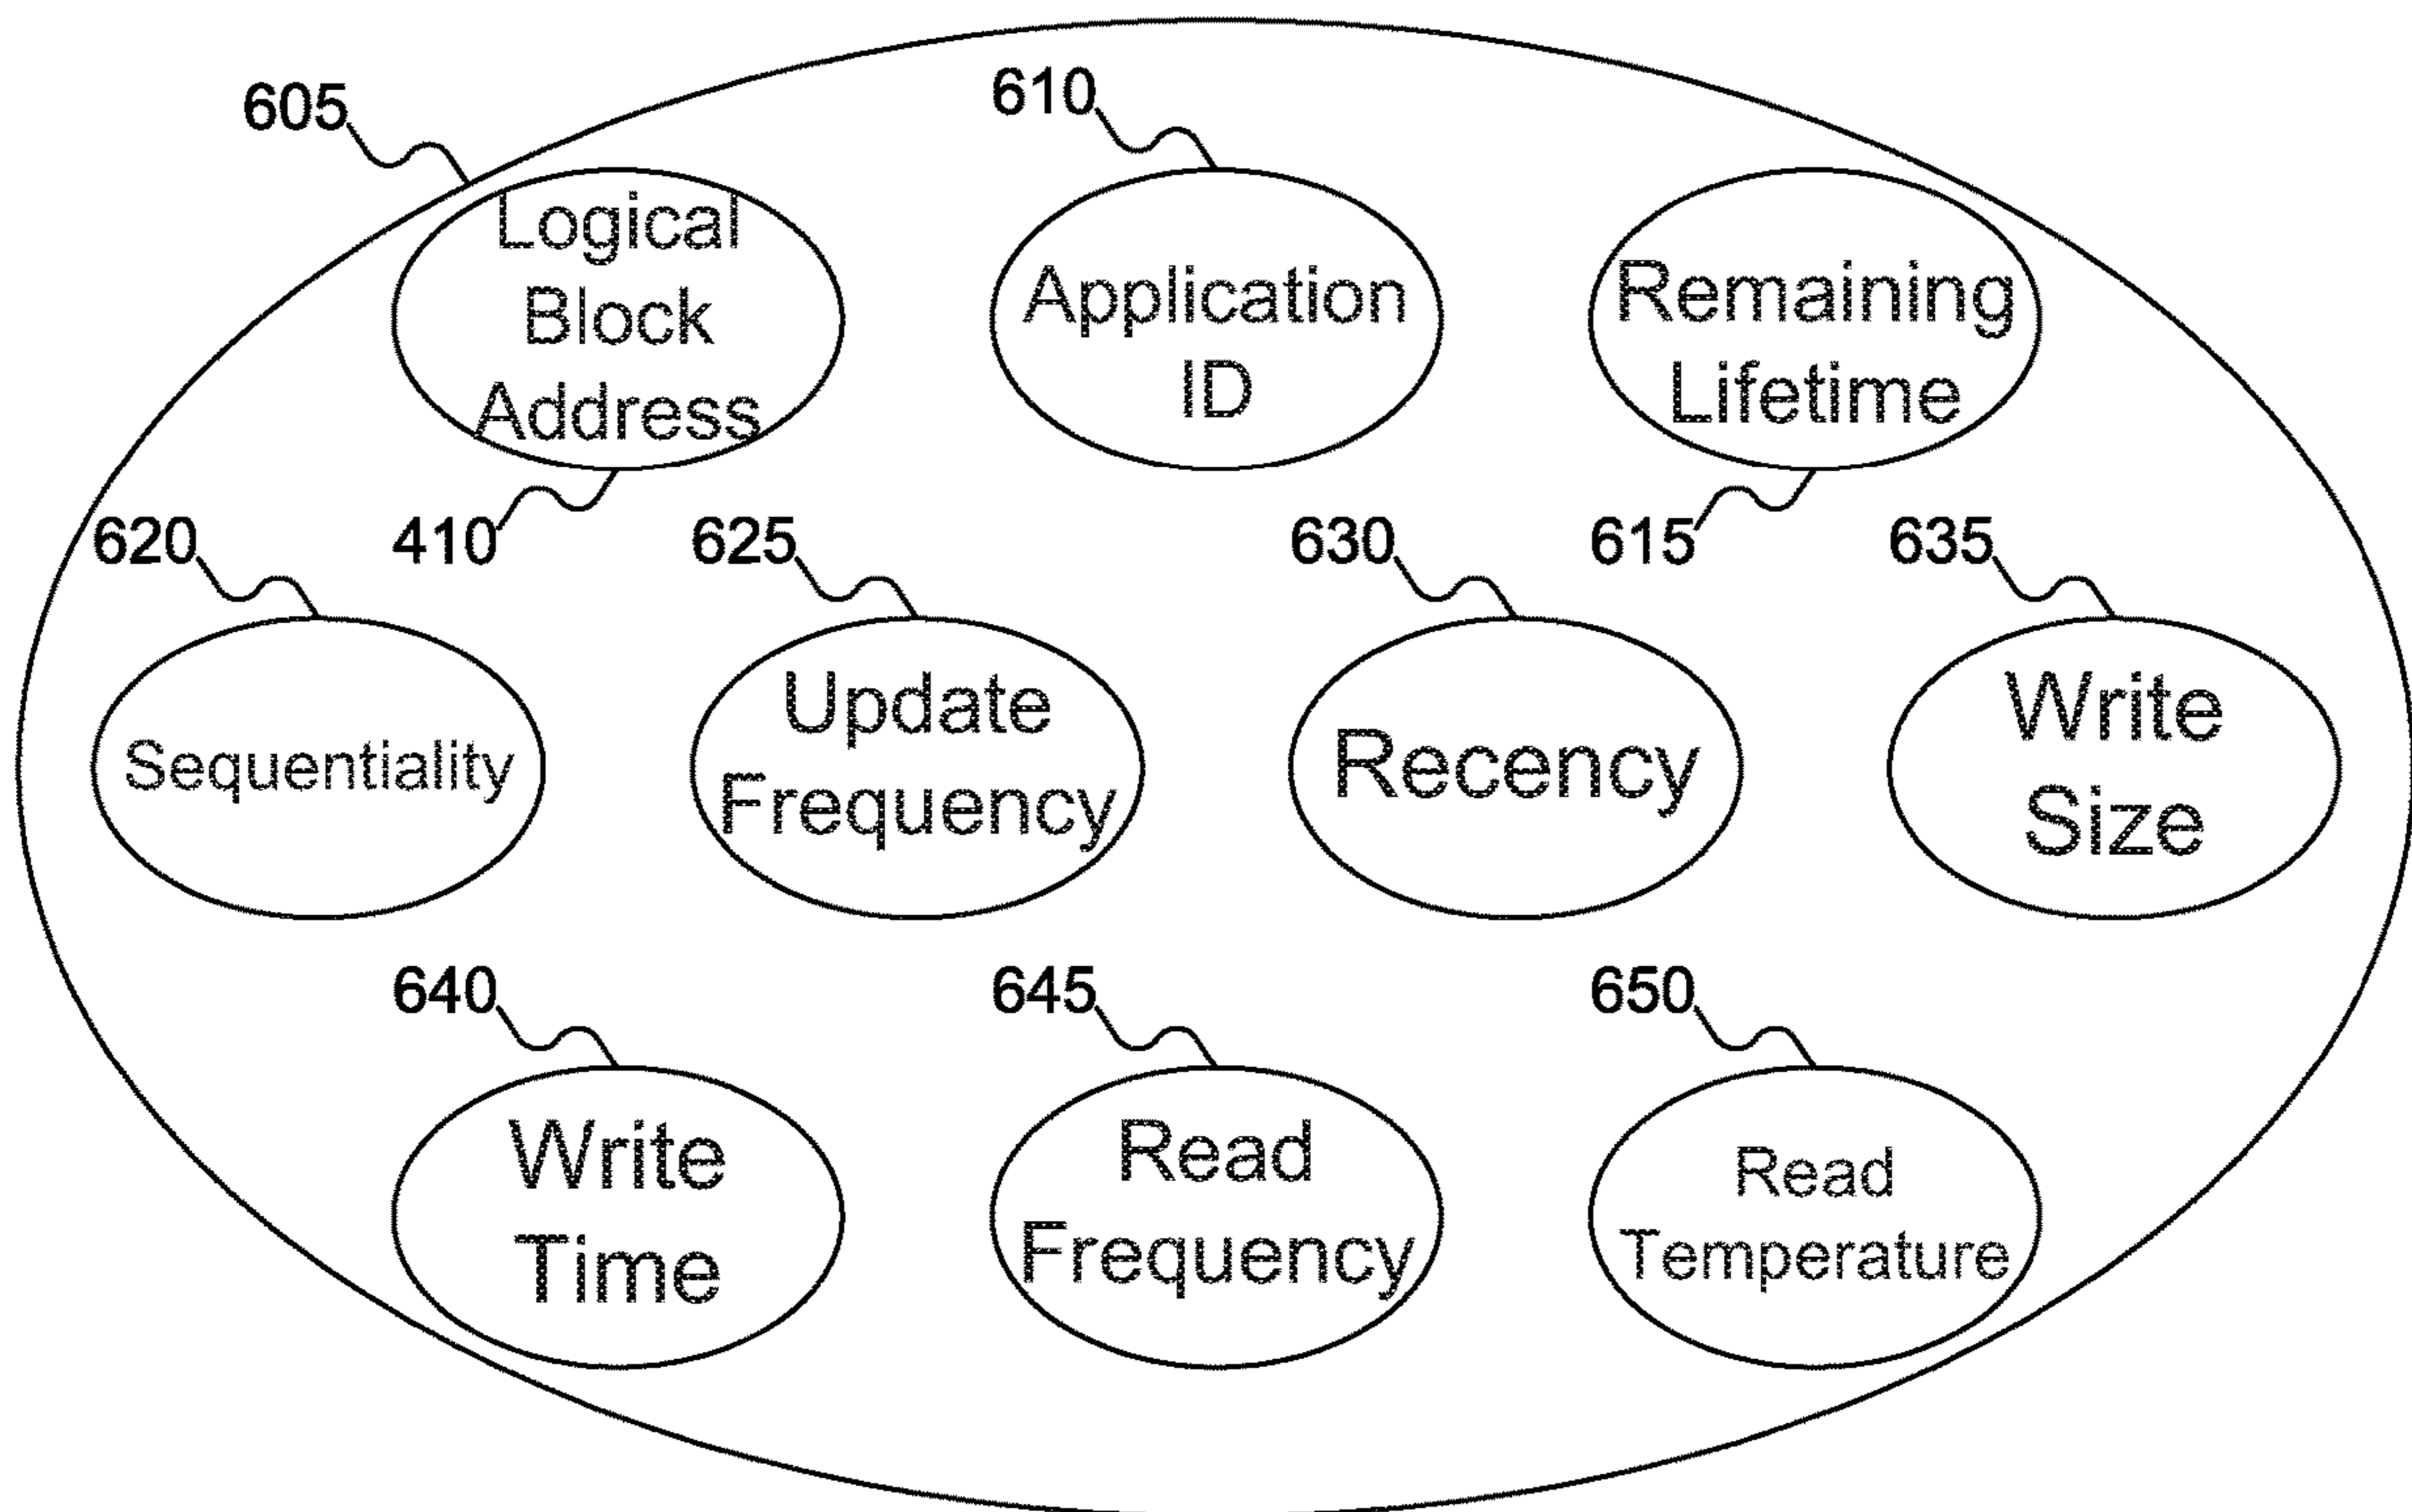 605
610
Logical
Block
Address
Application
ID
Remaining
Lifetime
410
615
620
625
630
635
Sequentiality
Update
Frequency
Recency
Write
Size
640
645
650
Write
Time
Read
Frequency
Read
Temperature